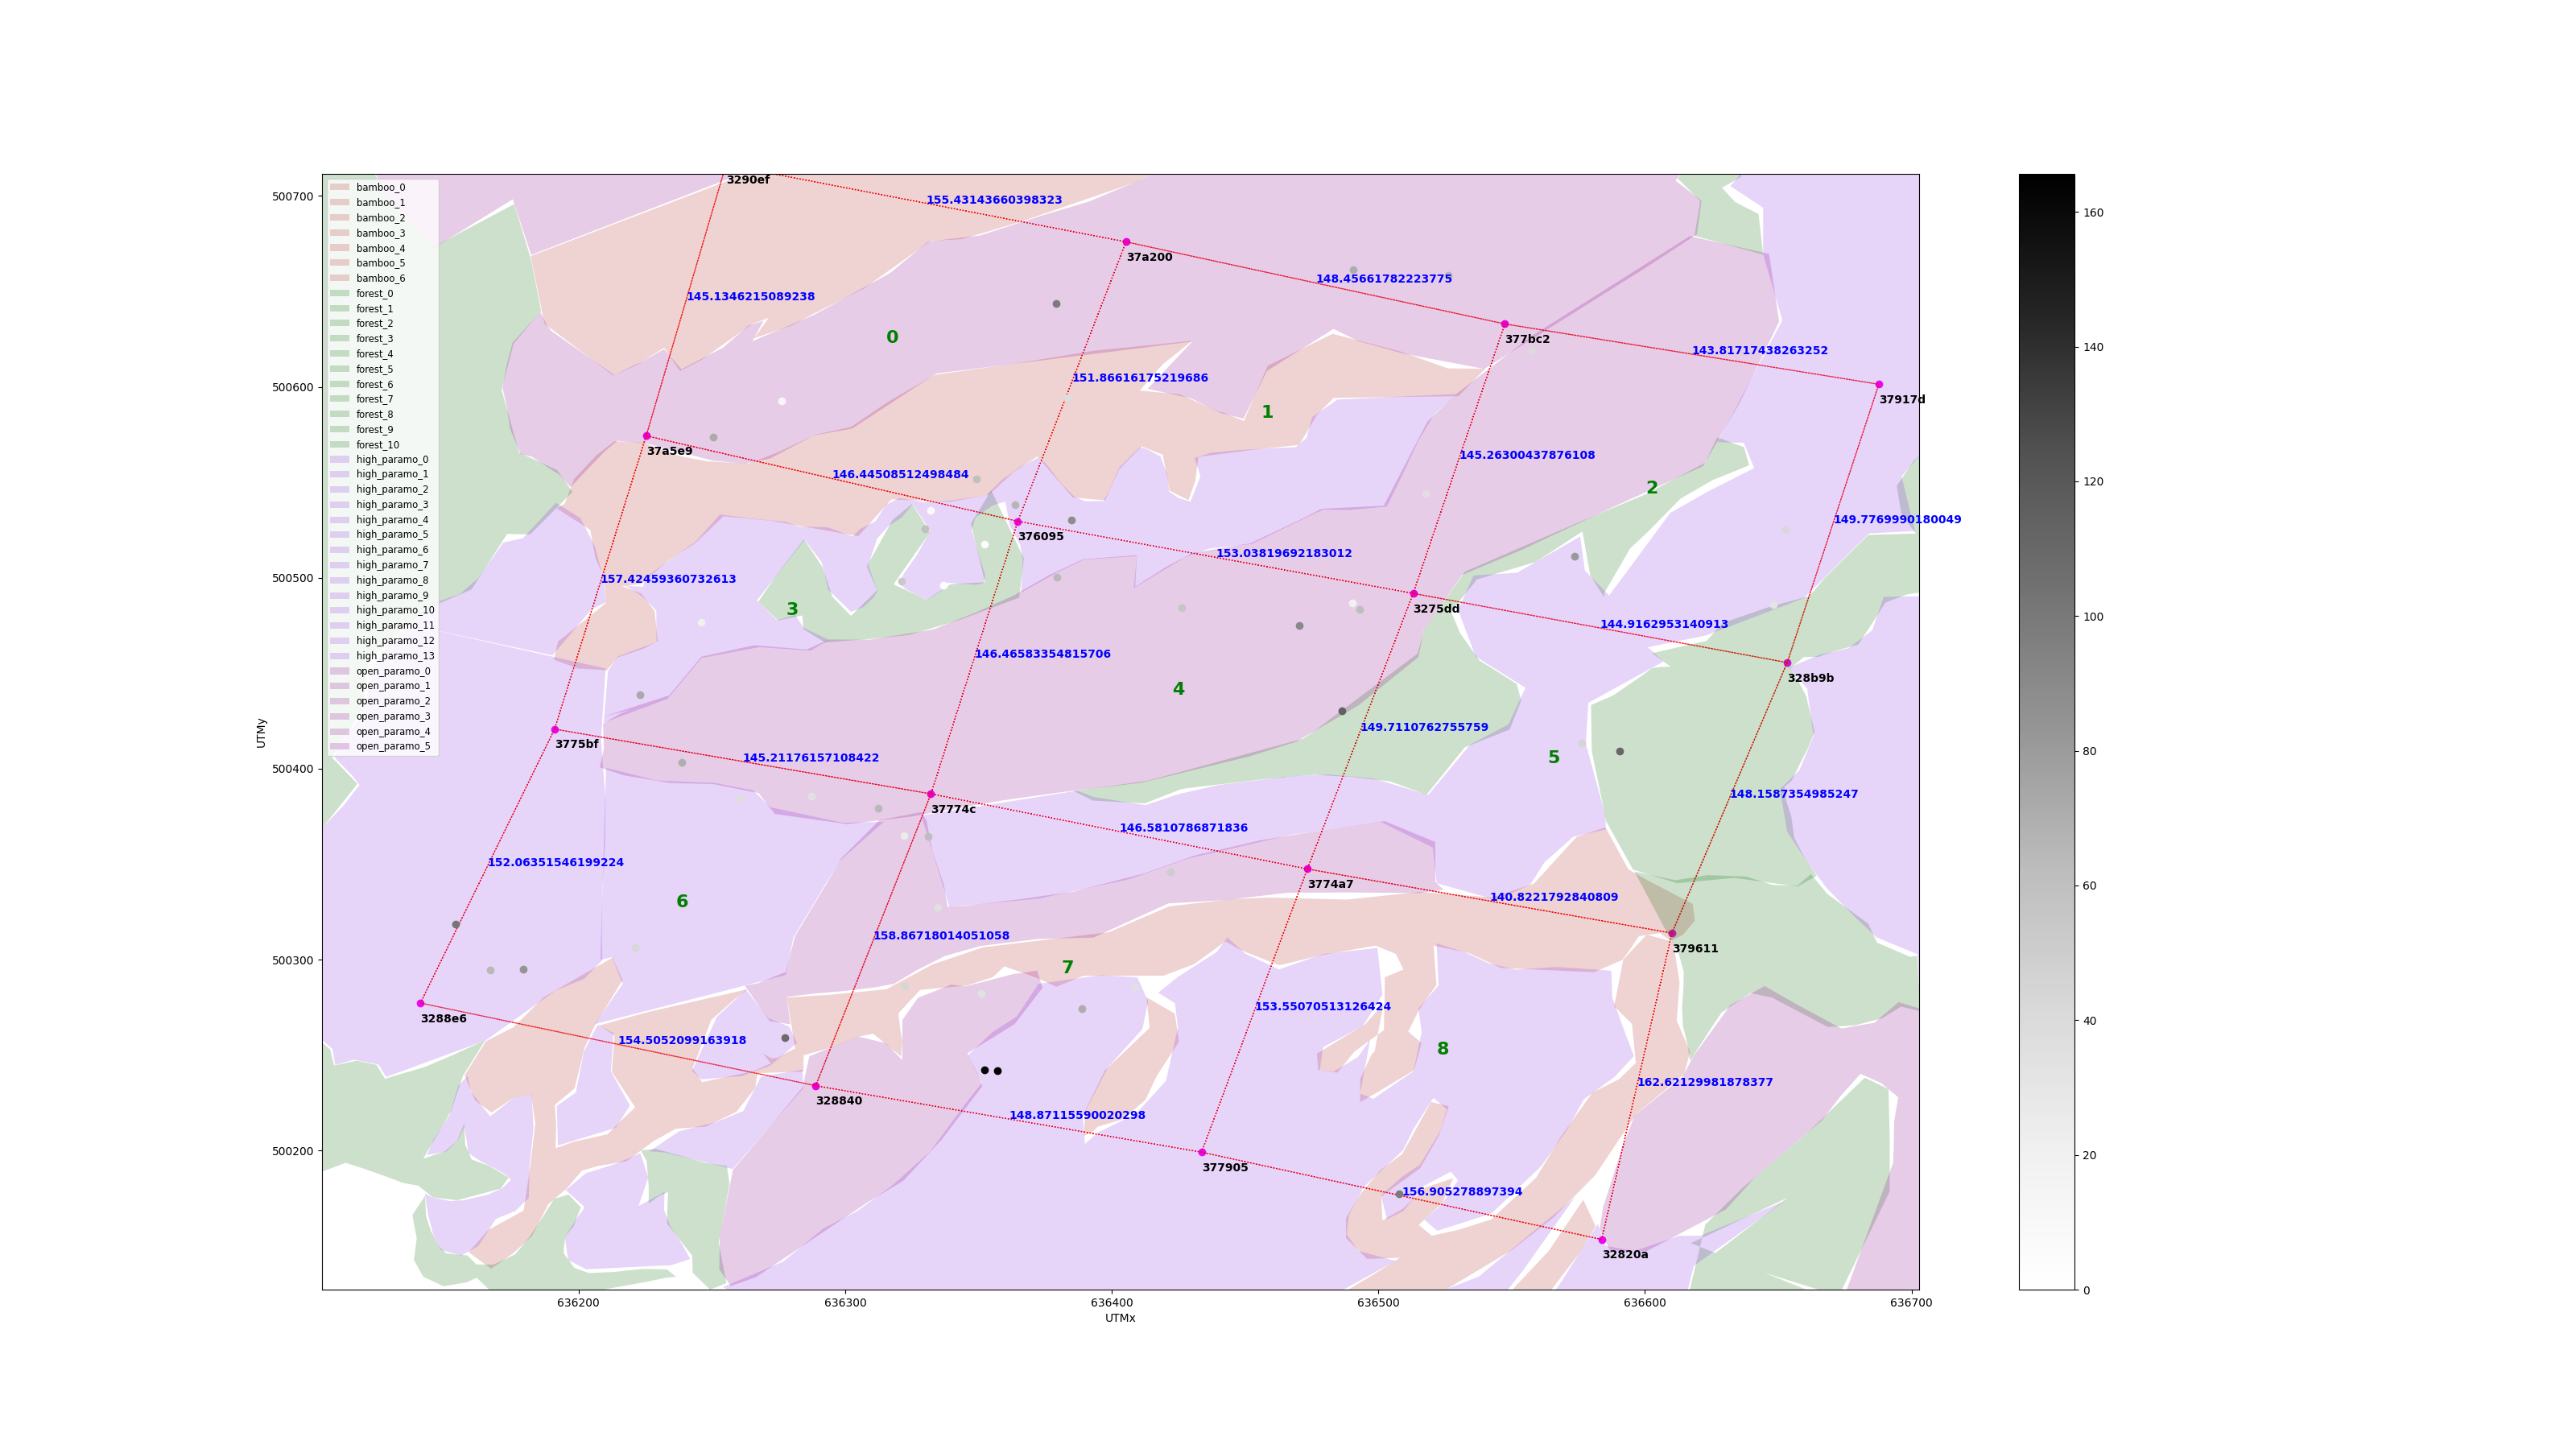 bamboo_0
bamboo_1
bamboo_2
bamboo_3
bamboo_4
bamboo_5
bamboo_6
forest_0
forest_1
forest_2
forest_3
forest_4
forest_5
forest_6
forest_7
forest_8
forest_9
forest_10
high_paramo_0
high_paramo_1
high_paramo_2
high_paramo_3
high_paramo_4
high_paramo_5
high_paramo_6
high_paramo_7
high_paramo_8
high_paramo_9
high_paramo_10
high_paramo_11
high_paramo_12
high_paramo_13
open_paramo_0
open_paramo_1
open_paramo_2
open_paramo_3
open_paramo_4
open_paramo_5
3290ef
155.43143660398323
37a200
148.45661782223775
145.1346215089238
0
377bc2
143.81717438263252
151.86616175219686
37917d
1
37a5e9
145.26300437876108
146.44508512498484
2
149.7769990180049
376095
153.03819692183012
157.42459360732613
3
3275dd
144.9162953140913
146.46583354815706
328b9b
4
149.7110762755759
3775bf
145.21176157108422
5
148.1587354985247
37774c
146.5810786871836
152.06351546199224
3774a7
140.8221792840809
6
158.86718014051058
379611
7
153.55070513126424
3288e6
154.5052099163918
8
162.62129981878377
328840
148.87115590020298
377905
156.905278897394
32820a
500700
500600
500500
500400
500300
500200
UTMy
636200
636300
636400
636500
636600
636700
UTMx
160
140
120
100
80
60
40
20
0